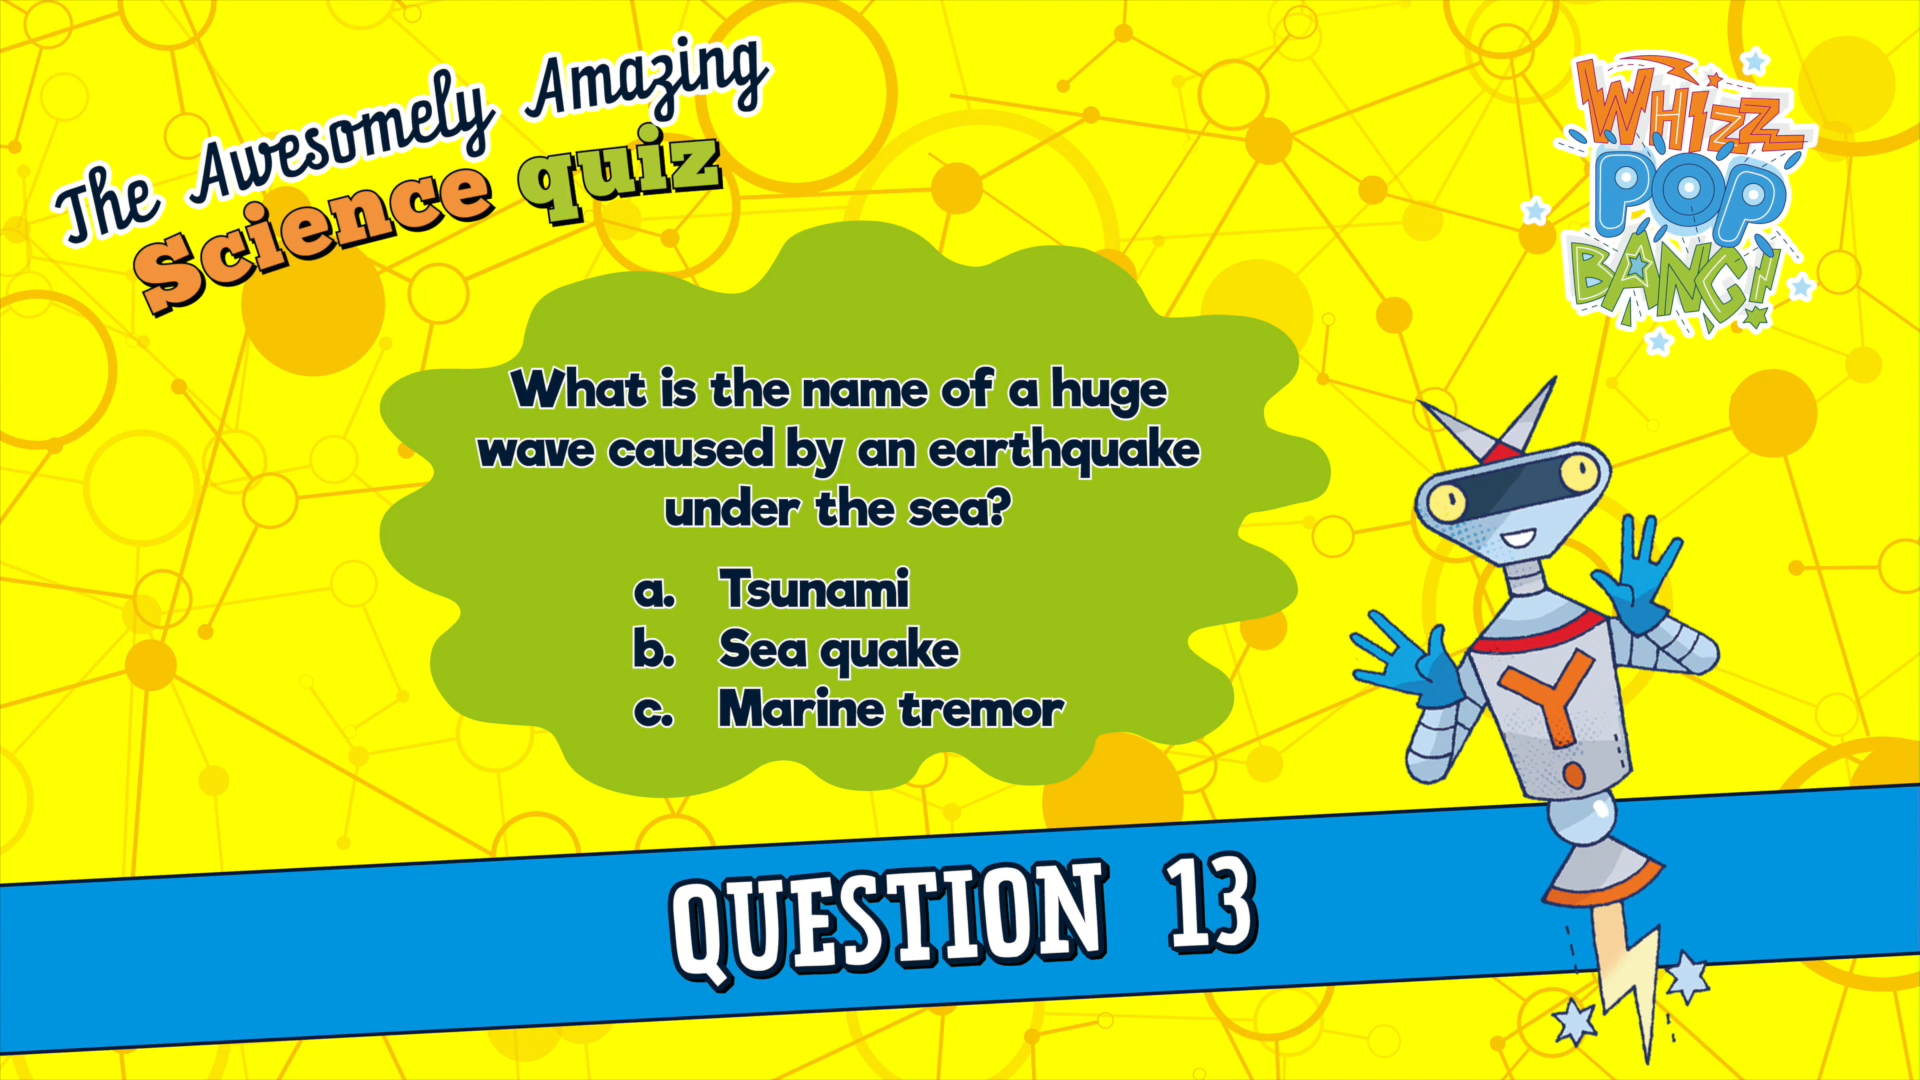 The Awesomely Amazing
Science quiz
WHIZZ
POP
BANG!
What is the name of a huge
wave caused by an earthquake
under the sea?
a. Tsunami
b. Sea quake
c. Marine tremor
Y
QUESTION 13